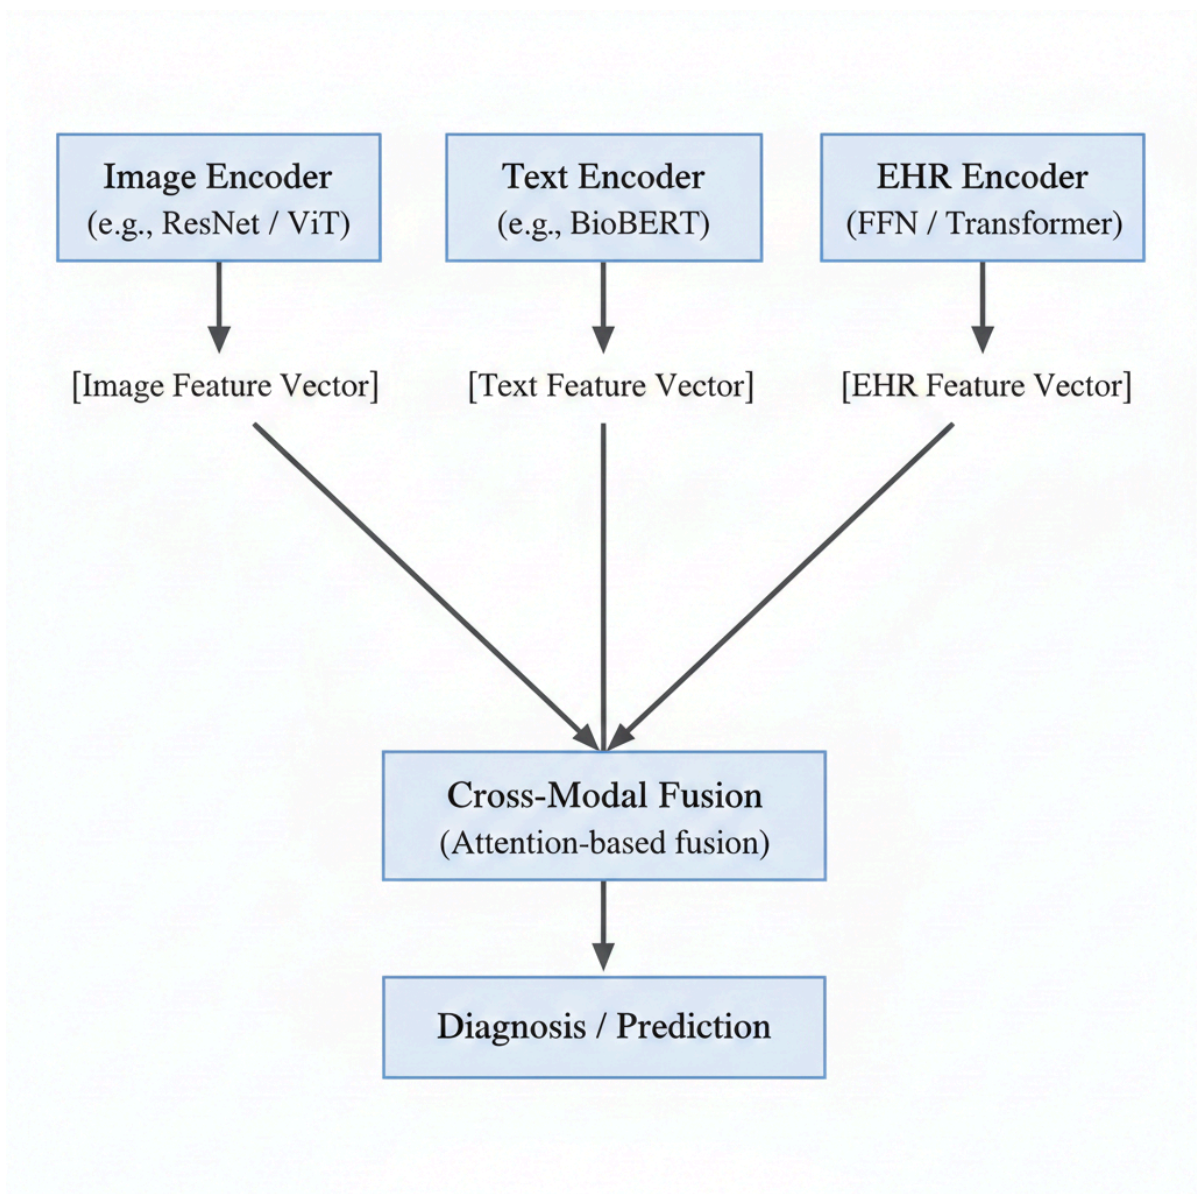 Image Encoder
(e.g., ResNet / ViT)
Text Encoder
(e.g., BioBERT)
EHR Encoder
(FFN / Transformer)
[Image Feature Vector]
[Text Feature Vector]
[EHR Feature Vector]
Cross-Modal Fusion
(Attention-based fusion)
Diagnosis / Prediction